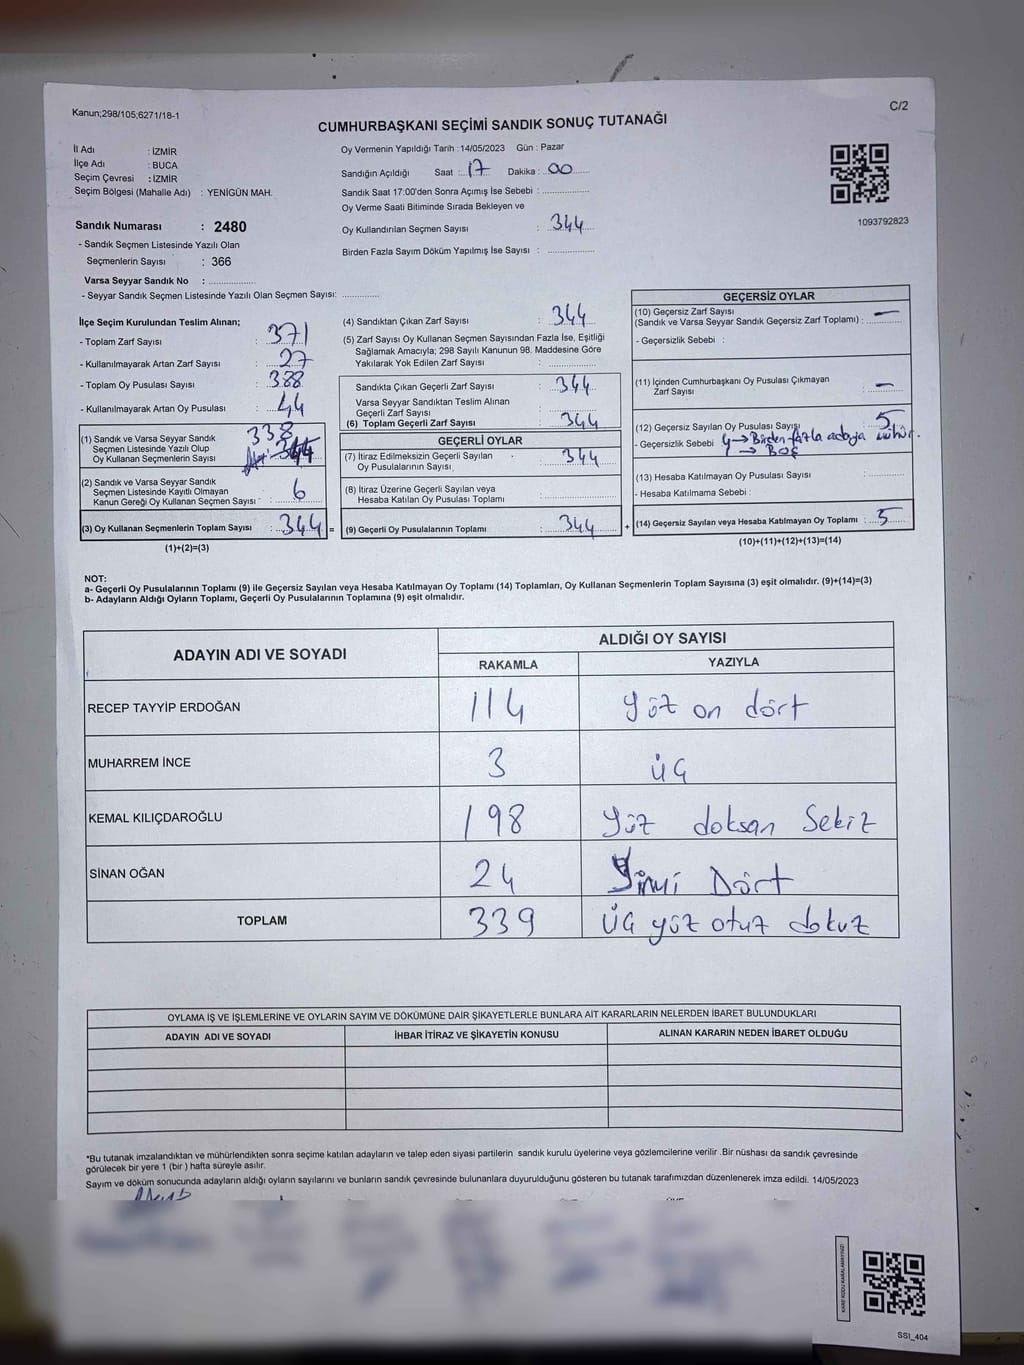 Kanun;298/105;6271/18-1
C/2
CUMHURBAŞKANI SEÇİMİ SANDIK SONUÇ TUTANAĞI
İl Adı : İZMİR
İlçe Adı : BUCA
Seçim Çevresi : İZMİR
Seçim Bölgesi (Mahalle Adı) : YENİGÜN MAH.
Oy Vermenin Yapıldığı Tarih : 14/05/2023 Gün : Pazar
Sandığın Açıldığı Saat : 17 Dakika : 00
Sandık Saat 17:00'den Sonra Açımış İse Sebebi :
Oy Verme Saati Bitiminde Sırada Bekleyen ve
Oy Kullandırılan Seçmen Sayısı : 344
Birden Fazla Sayım Döküm Yapılmış İse Sayısı :
1093792823
Sandık Numarası : 2480
- Sandık Seçmen Listesinde Yazılı Olan
Seçmenlerin Sayısı : 366
Varsa Seyyar Sandık No :
- Seyyar Sandık Seçmen Listesinde Yazılı Olan Seçmen Sayısı:
İlçe Seçim Kurulundan Teslim Alınan;
- Toplam Zarf Sayısı : 371
- Kullanılmayarak Artan Zarf Sayısı : 27
- Toplam Oy Pusulası Sayısı : 388
- Kullanılmayarak Artan Oy Pusulası : 44
(1) Sandık ve Varsa Seyyar Sandık
Seçmen Listesinde Yazılı Olup
Oy Kullanan Seçmenlerin Sayısı
338
344
(2) Sandık ve Varsa Seyyar Sandık
Seçmen Listesinde Kayıtlı Olmayan
Kanun Gereği Oy Kullanan Seçmen Sayısı : 6
(3) Oy Kullanan Seçmenlerin Toplam Sayısı : 344 =
(1)+(2)=(3)
(4) Sandıktan Çıkan Zarf Sayısı : 344
(5) Zarf Sayısı Oy Kullanan Seçmen Sayısından Fazla İse, Eşitliği
Sağlamak Amacıyla; 298 Sayılı Kanunun 98. Maddesine Göre
Yakılarak Yok Edilen Zarf Sayısı :
Sandıkta Çıkan Geçerli Zarf Sayısı : 344
Varsa Seyyar Sandıktan Teslim Alınan
Geçerli Zarf Sayısı :
(6) Toplam Geçerli Zarf Sayısı : 344
GEÇERLİ OYLAR
(7) İtiraz Edilmeksizin Geçerli Sayılan
Oy Pusulalarının Sayısı : 344
(8) İtiraz Üzerine Geçerli Sayılan veya
Hesaba Katılan Oy Pusulası Toplamı :
(9) Geçerli Oy Pusulalarının Toplamı : 344 +
GEÇERSİZ OYLAR
(10) Geçersiz Zarf Sayısı
(Sandık ve Varsa Seyyar Sandık Geçersiz Zarf Toplamı) : —
- Geçersizlik Sebebi :
(11) İçinden Cumhurbaşkanı Oy Pusulası Çıkmayan
Zarf Sayısı : —
(12) Geçersiz Sayılan Oy Pusulası Sayısı : 5
- Geçersizlik Sebebi 4→Birden fazla adaya mühür.
→ Boş
(13) Hesaba Katılmayan Oy Pusulası Sayısı :
- Hesaba Katılmama Sebebi :
(14) Geçersiz Sayılan veya Hesaba Katılmayan Oy Toplamı : 5
(10)+(11)+(12)+(13)=(14)
NOT:
a- Geçerli Oy Pusulalarının Toplamı (9) ile Geçersiz Sayılan veya Hesaba Katılmayan Oy Toplamı (14) Toplamları, Oy Kullanan Seçmenlerin Toplam Sayısına (3) eşit olmalıdır. (9)+(14)=(3)
b- Adayların Aldığı Oyların Toplamı, Geçerli Oy Pusulalarının Toplamına (9) eşit olmalıdır.
ADAYIN ADI VE SOYADI
ALDIĞI OY SAYISI
RAKAMLA YAZIYLA
RECEP TAYYİP ERDOĞAN 114 yüz on dört
MUHARREM İNCE 3 üç
KEMAL KILIÇDAROĞLU 198 yüz doksan Sekiz
SİNAN OĞAN 24 Yirmi Dört
TOPLAM 339 üç yüz otuz dokuz
OYLAMA İŞ VE İŞLEMLERİNE VE OYLARIN SAYIM VE DÖKÜMÜNE DAİR ŞİKAYETLERLE BUNLARA AİT KARARLARIN NELERDEN İBARET BULUNDUKLARI
ADAYIN ADI VE SOYADI İHBAR İTİRAZ VE ŞİKAYETİN KONUSU ALINAN KARARIN NEDEN İBARET OLDUĞU
*Bu tutanak imzalandıktan ve mühürlendikten sonra seçime katılan adayların ve talep eden siyasi partilerin sandık kurulu üyelerine veya gözlemcilerine verilir .Bir nüshası da sandık çevresinde
görülecek bir yere 1 (bir ) hafta süreyle asılır.
Sayım ve döküm sonucunda adayların aldığı oyların sayılarını ve bunların sandık çevresinde bulunanlara duyurulduğunu gösteren bu tutanak tarafımızdan düzenlenerek imza edildi. 14/05/2023
SSI_404